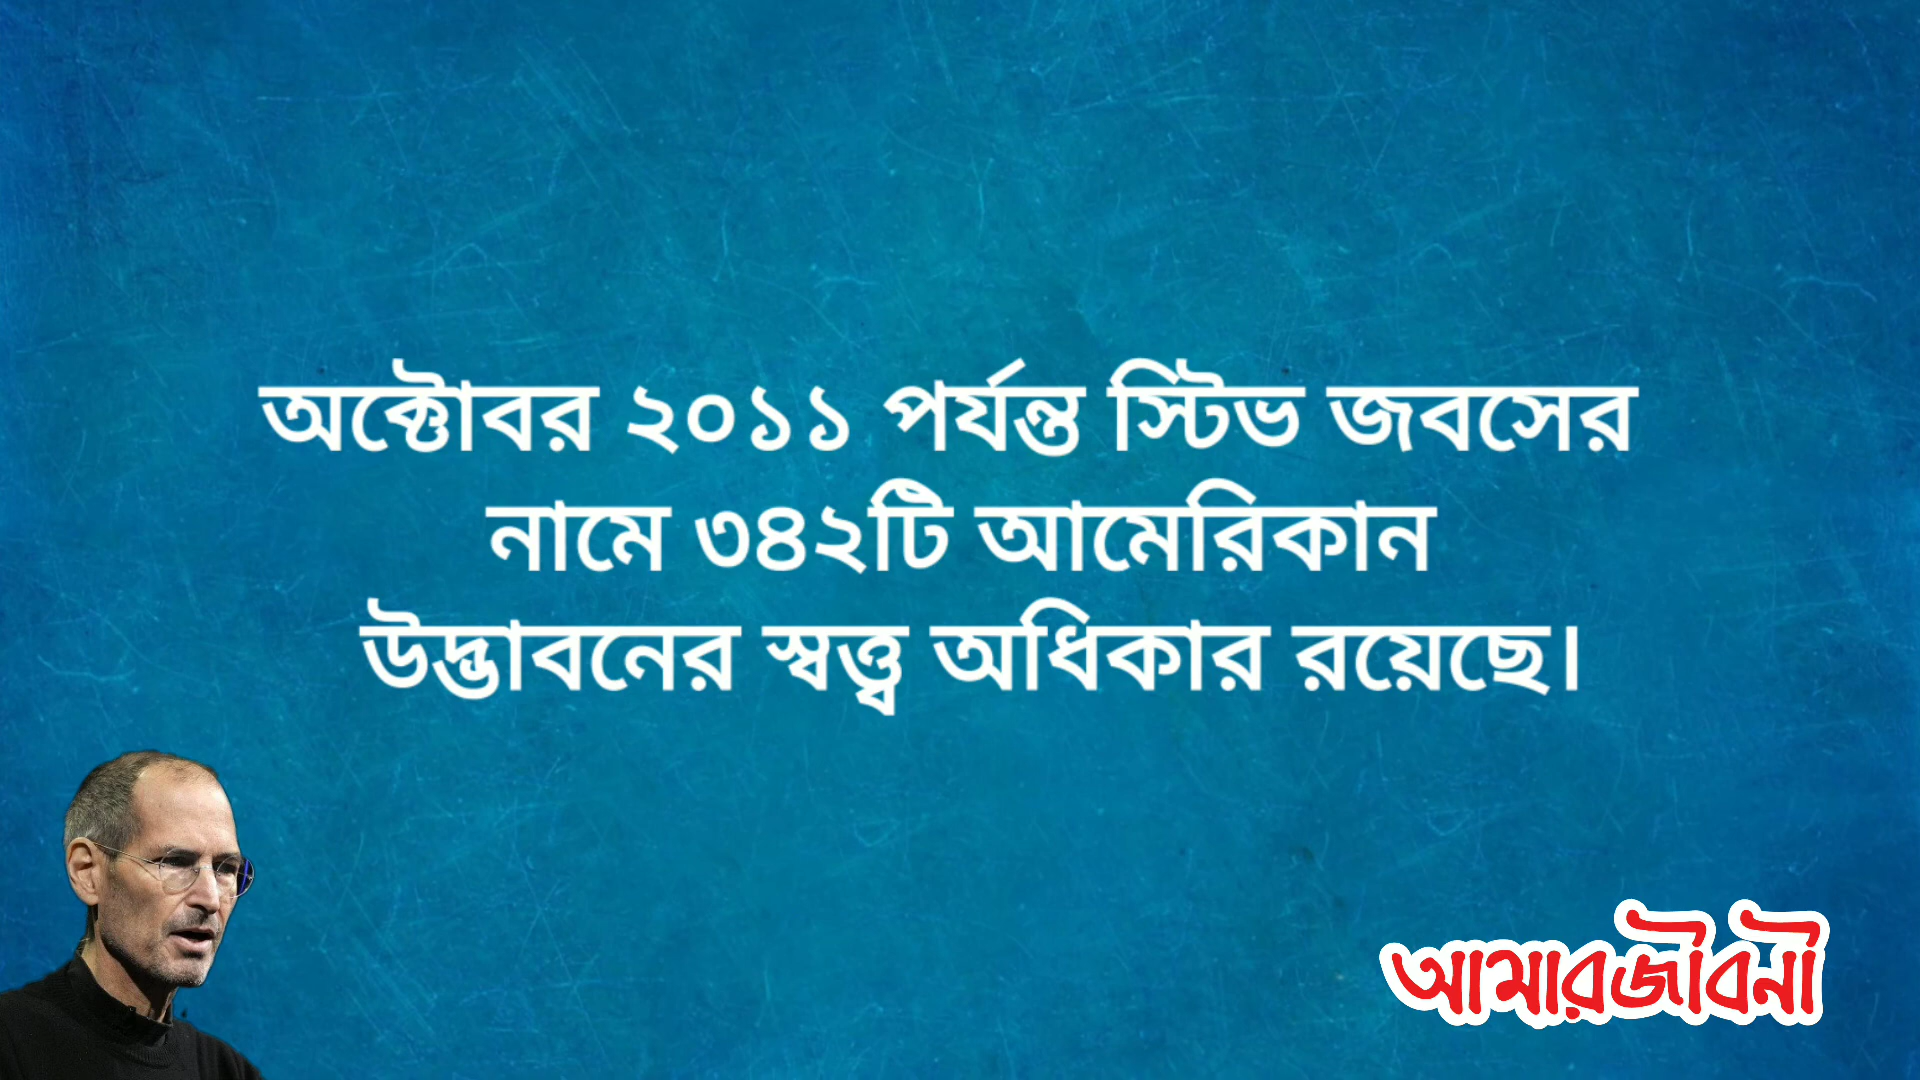 অক্টোবর ২০১১ পর্যন্ত স্টিভ জবসের
নামে ৩৪২টি আমেরিকান
উদ্ভাবনের স্বত্ত্ব অধিকার রয়েছে।
আমারজীবনী